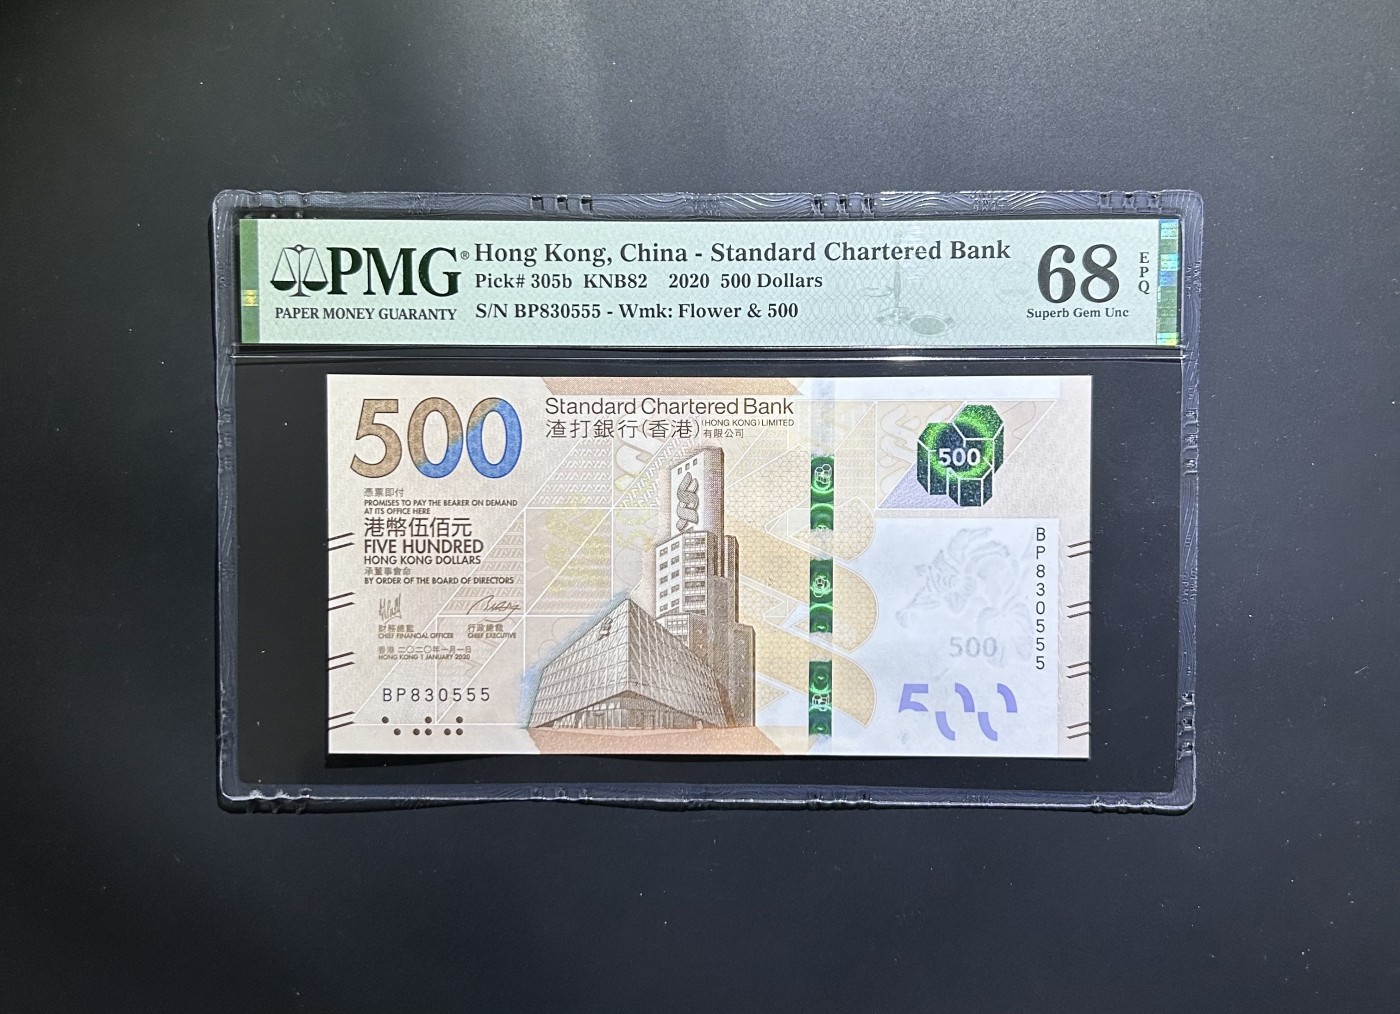 PMG®
PAPER MONEY GUARANTY
Hong Kong, China - Standard Chartered Bank
Pick# 305b KNB82 2020 500 Dollars
S/N BP830555 - Wmk: Flower & 500
68
EPQ
Superb Gem Unc
500
Standard Chartered Bank
(HONG KONG) LIMITED
渣打銀行(香港)有限公司
憑票即付
PROMISES TO PAY THE BEARER ON DEMAND
AT ITS OFFICE HERE
港幣伍佰元
FIVE HUNDRED
HONG KONG DOLLARS
承董事會命
BY ORDER OF THE BOARD OF DIRECTORS
財務總監 行政總裁
CHIEF FINANCIAL OFFICER CHIEF EXECUTIVE
香港 二〇二〇年一月一日
HONG KONG 1 JANUARY 2020
BP830555
500
BP830555
500
500